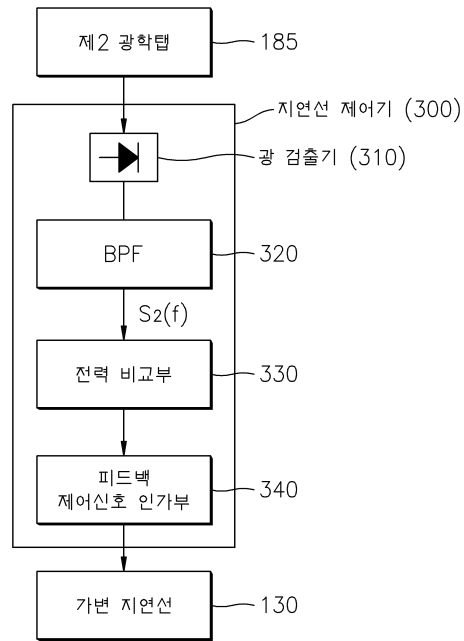 제2 광학탭
185
지연선 제어기 (300)
광 검출기 (310)
BPF
320
S2(f)
전력 비교부
330
피드백
제어신호 인가부
340
가변 지연선
130